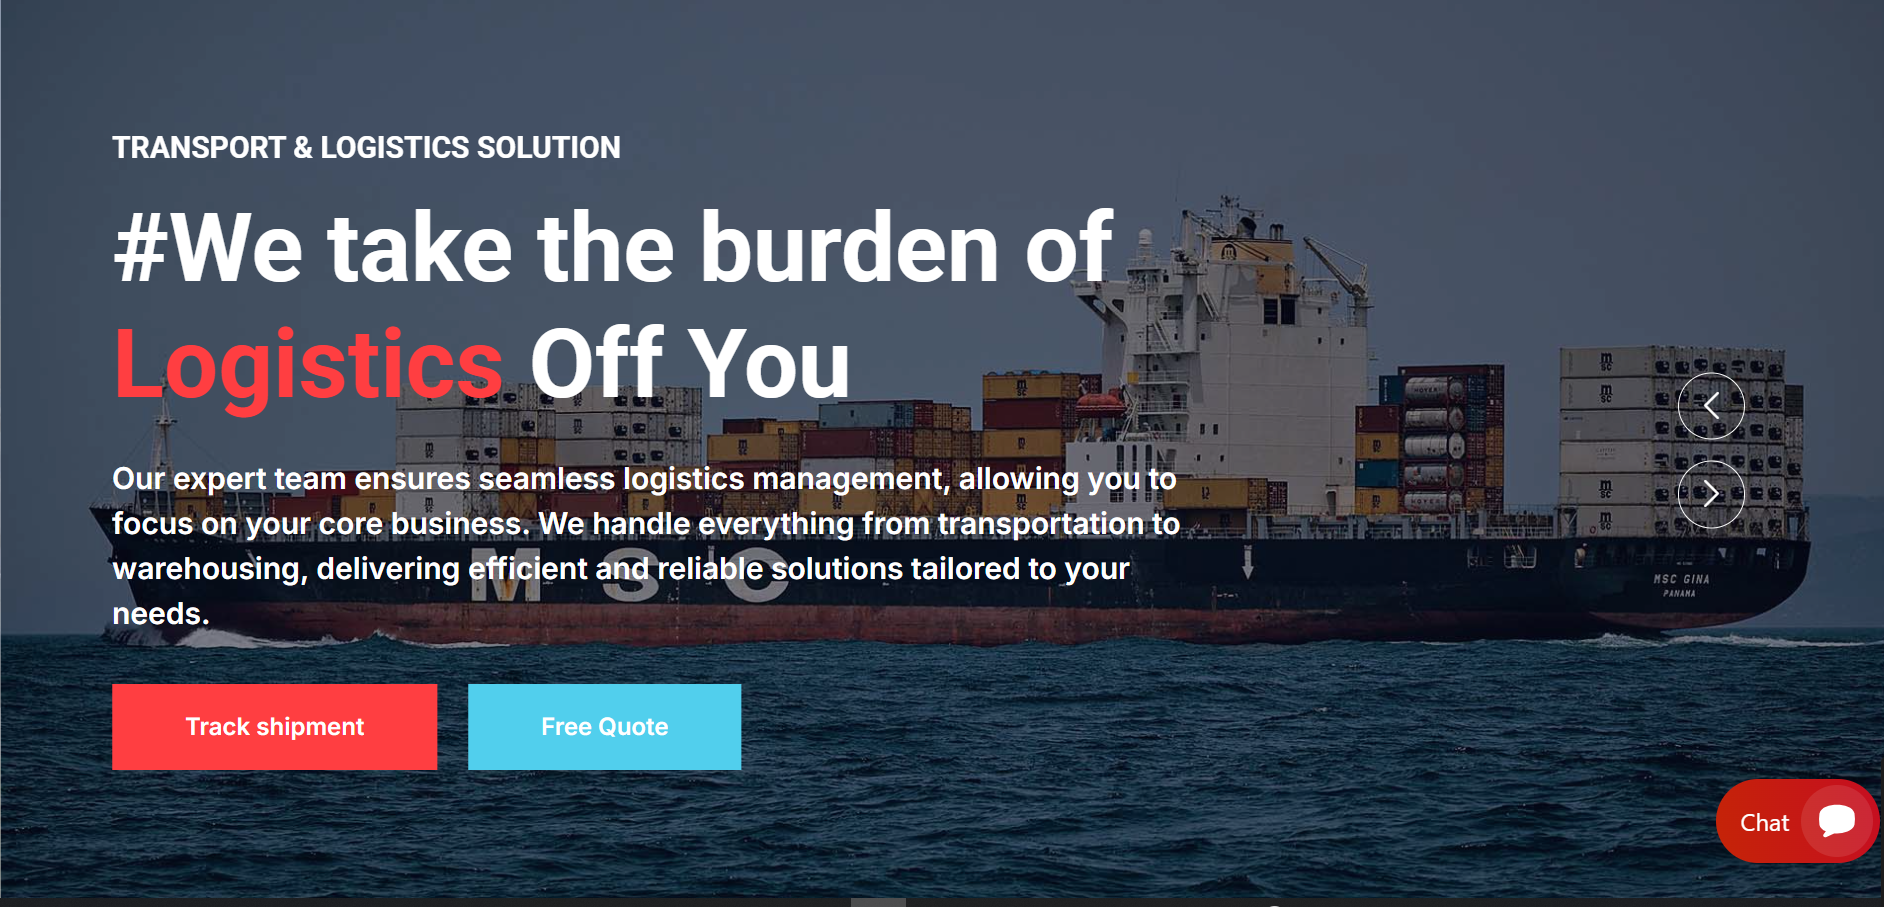 TRANSPORT & LOGISTICS SOLUTION
#We take the burden of
Logistics Off You
Our expert team ensures seamless logistics management, allowing you to
focus on your core business. We handle everything from transportation to
warehousing, delivering efficient and reliable solutions tailored to your
needs.
MSC
MSC GINA
PANAMA
Track shipment
Free Quote
Chat